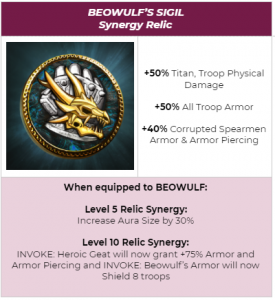 BEOWULF'S SIGIL
Synergy Relic
+50% Titan, Troop Physical
Damage
+50% All Troop Armor
+40% Corrupted Spearmen
Armor & Armor Piercing
When equipped to BEOWULF:
Level 5 Relic Synergy:
Increase Aura Size by 30%
Level 10 Relic Synergy:
INVOKE: Heroic Geat will now grant +75% Armor and
Armor Piercing and INVOKE: Beowulf's Armor will now
Shield 8 troops